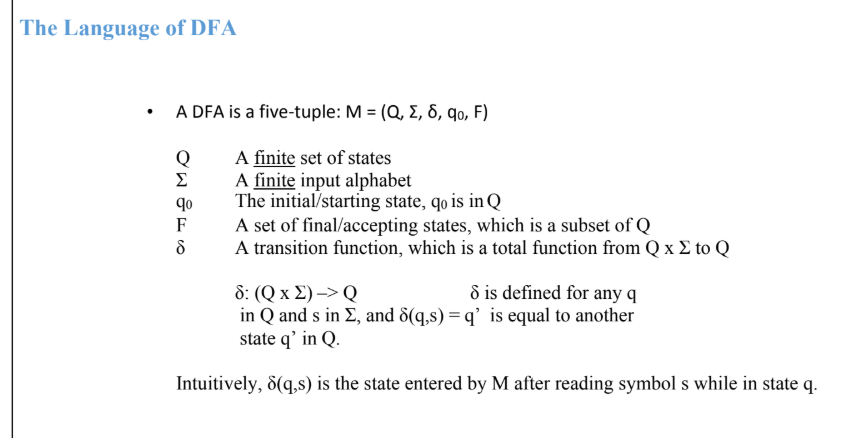 The Language of DFA
• A DFA is a five-tuple: M = (Q, Σ, δ, q₀, F)
Q A finite set of states
Σ A finite input alphabet
q₀ The initial/starting state, q₀ is in Q
F A set of final/accepting states, which is a subset of Q
δ A transition function, which is a total function from Q x Σ to Q
δ: (Q x Σ) –> Q δ is defined for any q
in Q and s in Σ, and δ(q,s) = q’ is equal to another
state q’ in Q.
Intuitively, δ(q,s) is the state entered by M after reading symbol s while in state q.